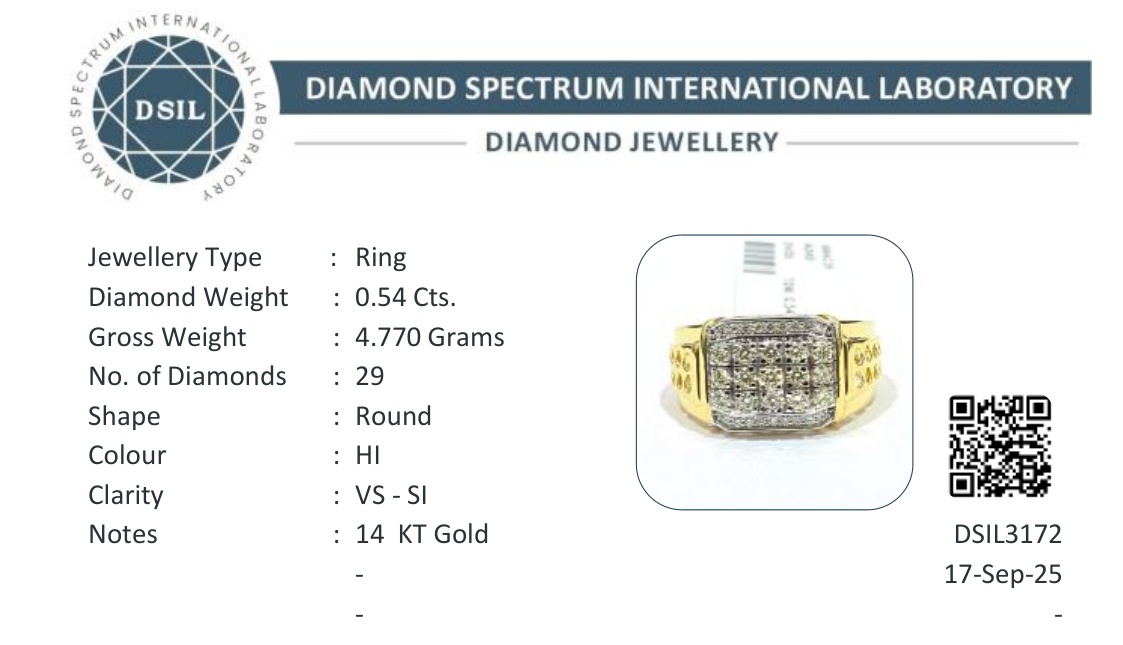 DIAMOND SPECTRUM INTERNATIONAL LABORATORY
DSIL
DIAMOND SPECTRUM INTERNATIONAL LABORATORY
DIAMOND JEWELLERY
Jewellery Type : Ring
Diamond Weight : 0.54 Cts.
Gross Weight : 4.770 Grams
No. of Diamonds : 29
Shape : Round
Colour : HI
Clarity : VS - SI
Notes : 14 KT Gold
-
-
DSIL3172
17-Sep-25
-